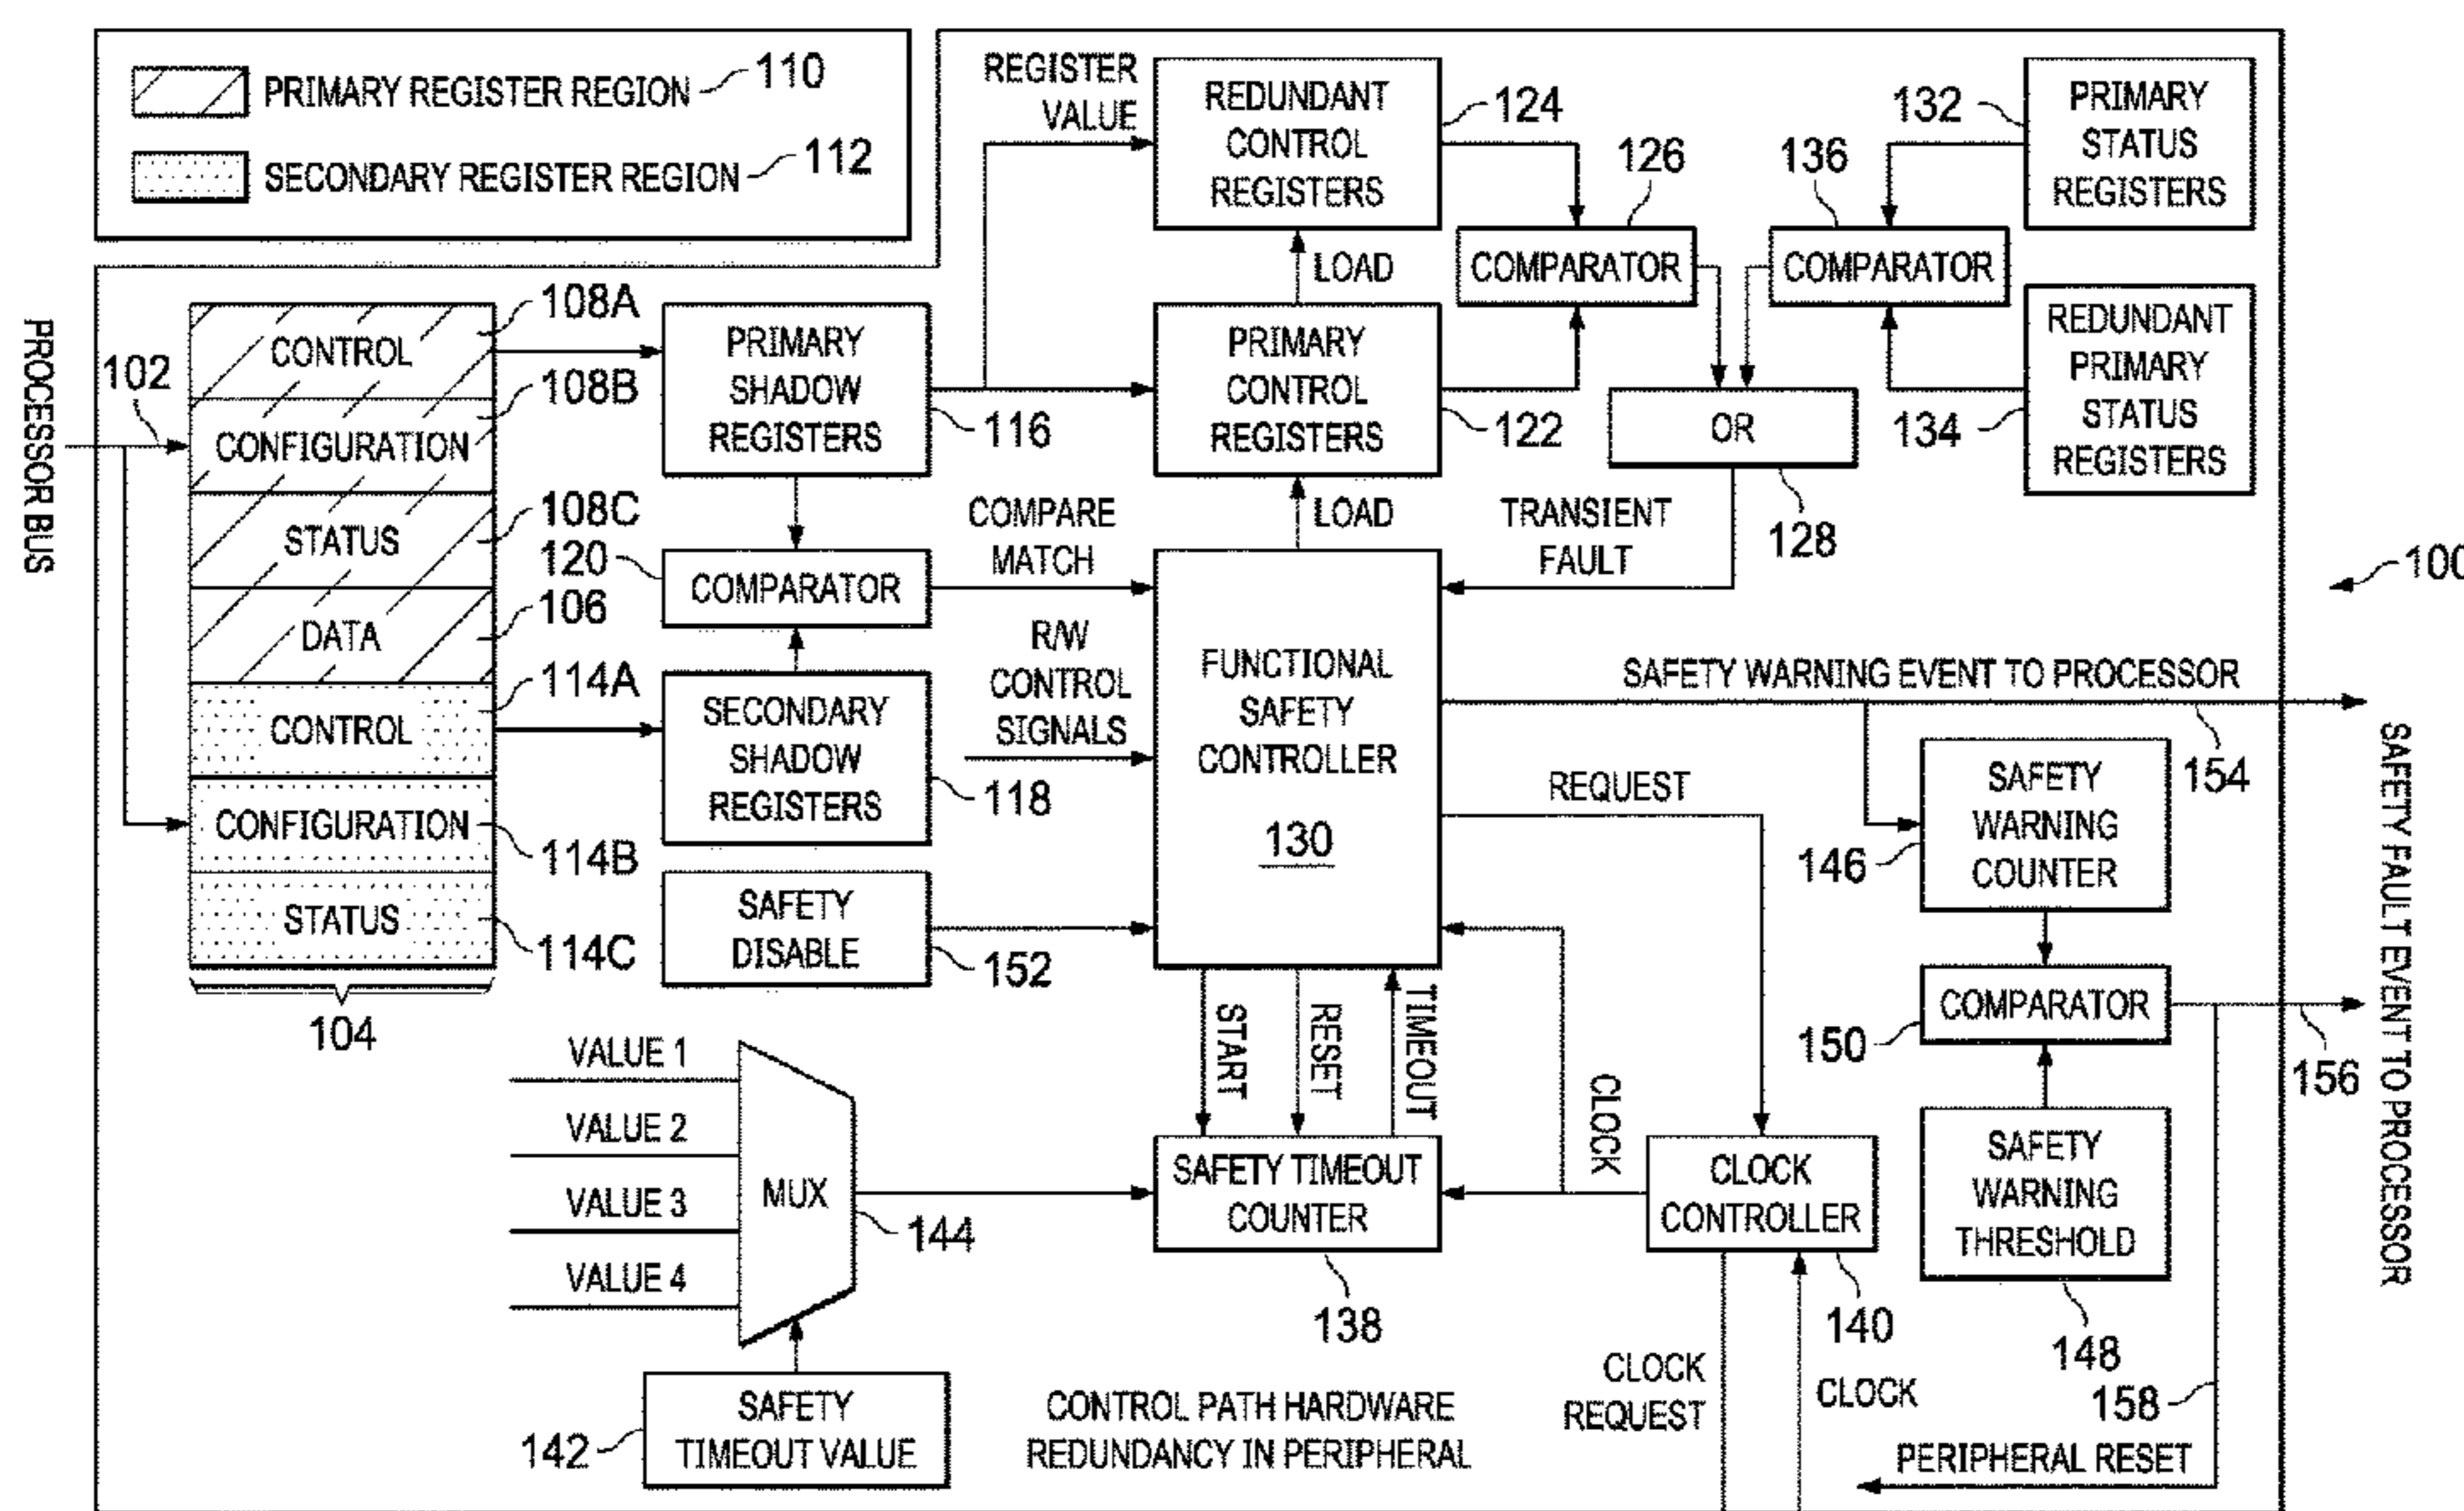 PRIMARY REGISTER REGION 110
SECONDARY REGISTER REGION 112
REGISTER
VALUE
REDUNDANT
CONTROL
REGISTERS
124
126
COMPARATOR
132
136
COMPARATOR
PRIMARY
STATUS
REGISTERS
PROCESSOR BUS
102
CONTROL
108A
CONFIGURATION
108B
STATUS
108C
DATA
106
CONTROL
114A
CONFIGURATION
114B
STATUS
114C
104
PRIMARY
SHADOW
REGISTERS
116
120
COMPARATOR
SECONDARY
SHADOW
REGISTERS
118
SAFETY
DISABLE
152
LOAD
PRIMARY
CONTROL
REGISTERS
122
LOAD
OR
128
134
REDUNDANT
PRIMARY
STATUS
REGISTERS
COMPARE
MATCH
R/W
CONTROL
SIGNALS
TRANSIENT
FAULT
FUNCTIONAL
SAFETY
CONTROLLER
130
100
SAFETY WARNING EVENT TO PROCESSOR
154
REQUEST
SAFETY
WARNING
COUNTER
146
COMPARATOR
150
156
SAFETY FAULT EVENT TO PROCESSOR
SAFETY
WARNING
THRESHOLD
148
158
PERIPHERAL RESET
START
RESET
TIMEOUT
CLOCK
VALUE 1
VALUE 2
VALUE 3
VALUE 4
MUX
144
SAFETY
TIMEOUT VALUE
142
SAFETY TIMEOUT
COUNTER
138
CLOCK
CONTROLLER
140
CLOCK
REQUEST
CLOCK
CONTROL PATH HARDWARE
REDUNDANCY IN PERIPHERAL